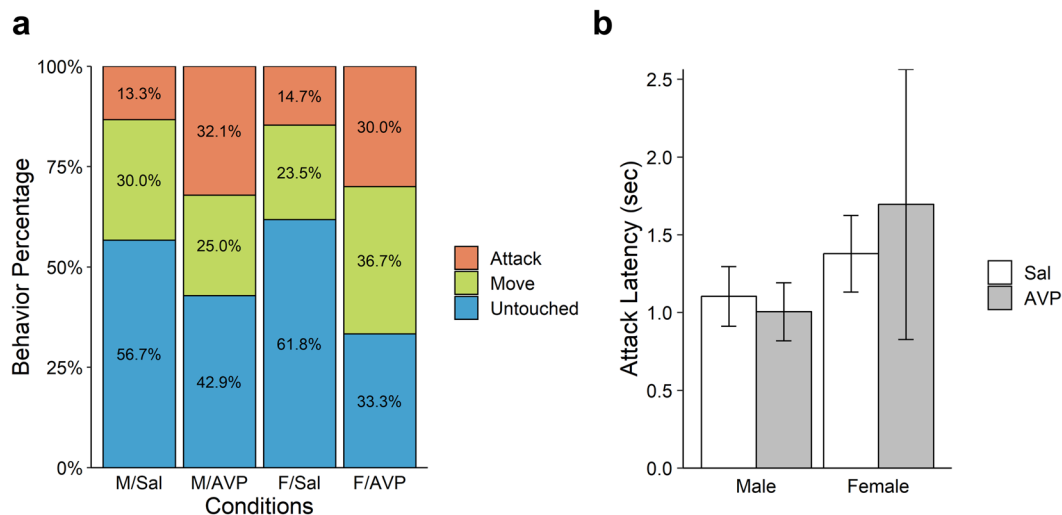 a
100%
75%
50%
25%
0%
Behavior Percentage
13.3%
30.0%
56.7%
32.1%
25.0%
42.9%
14.7%
23.5%
61.8%
30.0%
36.7%
33.3%
M/Sal
M/AVP
F/Sal
F/AVP
Conditions
Attack
Move
Untouched
b
2.5
2.0
1.5
1.0
0.5
0.0
Attack Latency (sec)
Male
Female
Sal
AVP